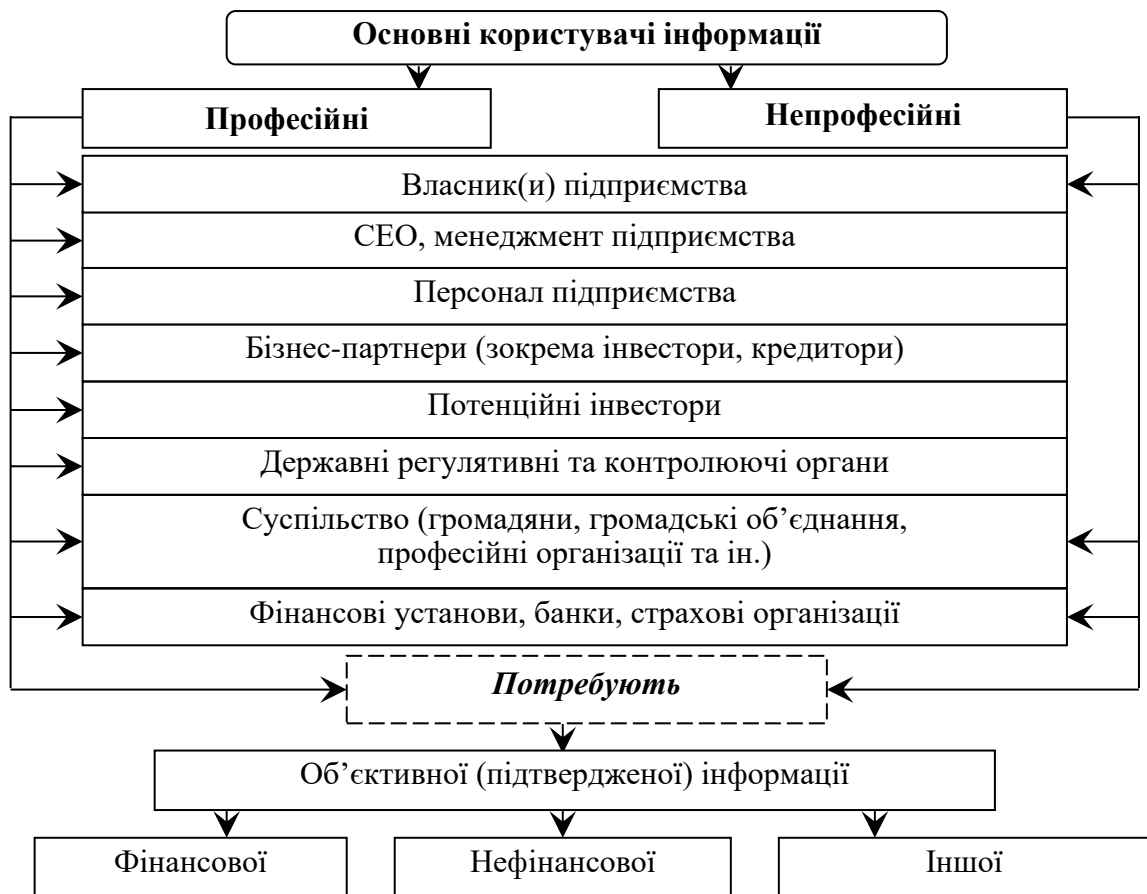 Основні користувачі інформації
Професійні
Непрофесійні
Власник(и) підприємства
СЕО, менеджмент підприємства
Персонал підприємства
Бізнес-партнери (зокрема інвестори, кредитори)
Потенційні інвестори
Державні регулятивні та контролюючі органи
Суспільство (громадяни, громадські об’єднання,
професійні організації та ін.)
Фінансові установи, банки, страхові організації
Потребують
Об’єктивної (підтвердженої) інформації
Фінансової
Нефінансової
Іншої